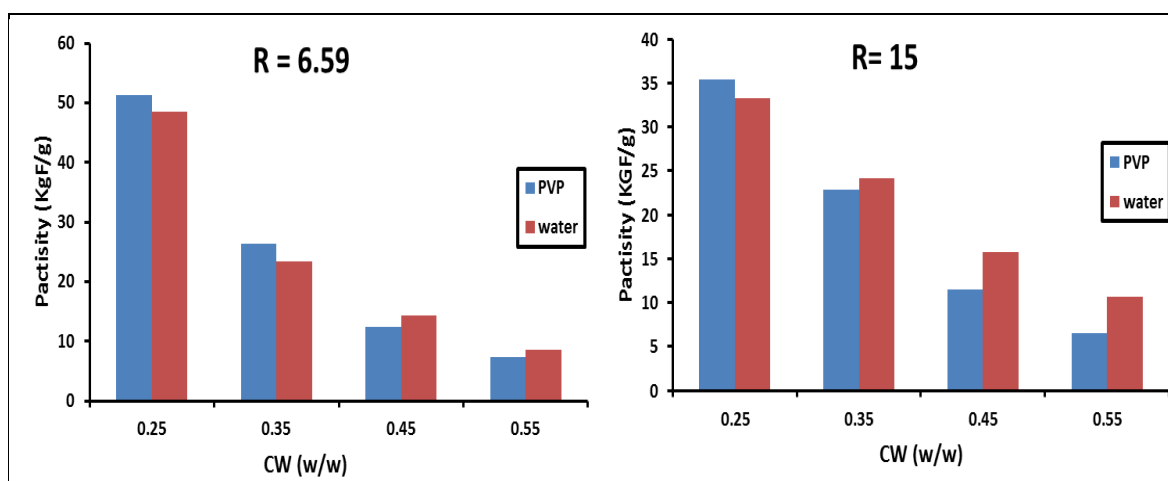 R = 6.59
Pactisity (KgF/g)
60
50
40
30
20
10
0
0.25 0.35 0.45 0.55
CW (w/w)
PVP
water
R= 15
Pactisity (KGF/g)
40
35
30
25
20
15
10
5
0
0.25 0.35 0.45 0.55
CW (w/w)
PVP
water